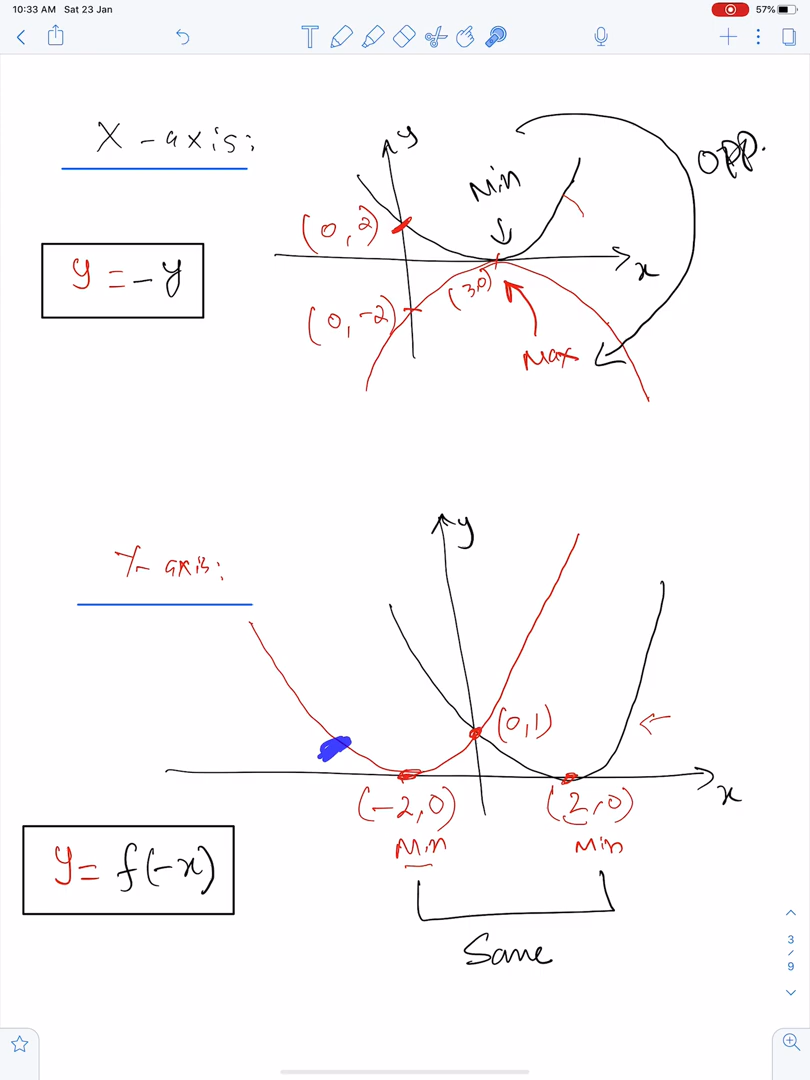 10:33 AM Sat 23 Jan
57%
T
X - axis:
y
Min
OPP.
(0, 2)
y = - y
x
(3,0)
(0, -2)
Max
y
Y- axis:
(0,1)
x
(-2,0)
(2,0)
Min
Min
y = f(-x)
Same
3
/
9